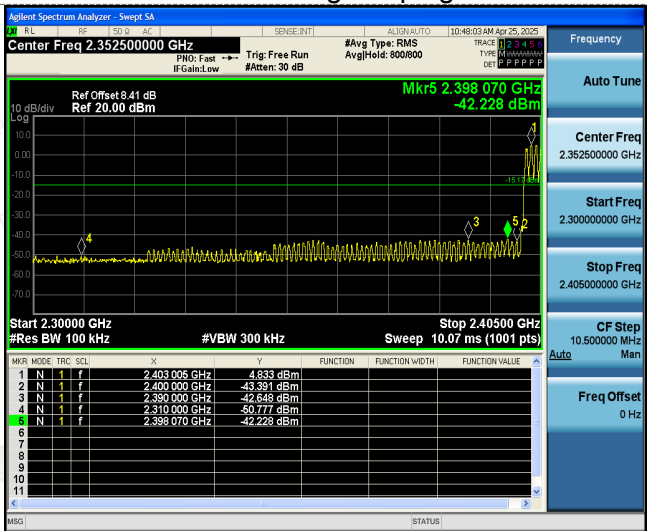 Agilent Spectrum Analyzer - Swept SA
RL RF 50 Ω AC SENSE:INT ALIGN AUTO 10:48:03 AM Apr 25, 2025
Center Freq 2.352500000 GHz #Avg Type: RMS TRACE 1 2 3 4 5 6
PNO: Fast Trig: Free Run Avg|Hold: 800/800 TYPE M W W W W W
IFGain:Low #Atten: 30 dB DET P P P P P P
Mkr5 2.398 070 GHz
-42.228 dBm
Ref Offset 8.41 dB
10 dB/div Ref 20.00 dBm
Log
10.0
0.00
-10.0
-20.0
-30.0
-40.0
-50.0
-60.0
-70.0
1
3
5
2
4
Start 2.30000 GHz Stop 2.40500 GHz
#Res BW 100 kHz #VBW 300 kHz Sweep 10.07 ms (1001 pts)
MKR MODE TRC SCL X Y FUNCTION FUNCTION WIDTH FUNCTION VALUE
1 N 1 f 2.403 005 GHz 4.833 dBm
2 N 1 f 2.400 000 GHz -43.391 dBm
3 N 1 f 2.390 000 GHz -42.648 dBm
4 N 1 f 2.310 000 GHz -50.777 dBm
5 N 1 f 2.398 070 GHz -42.228 dBm
6
7
8
9
10
11
MSG STATUS
Frequency
Auto Tune
Center Freq
2.352500000 GHz
Start Freq
2.300000000 GHz
Stop Freq
2.405000000 GHz
CF Step
10.500000 MHz
Auto Man
Freq Offset
0 Hz